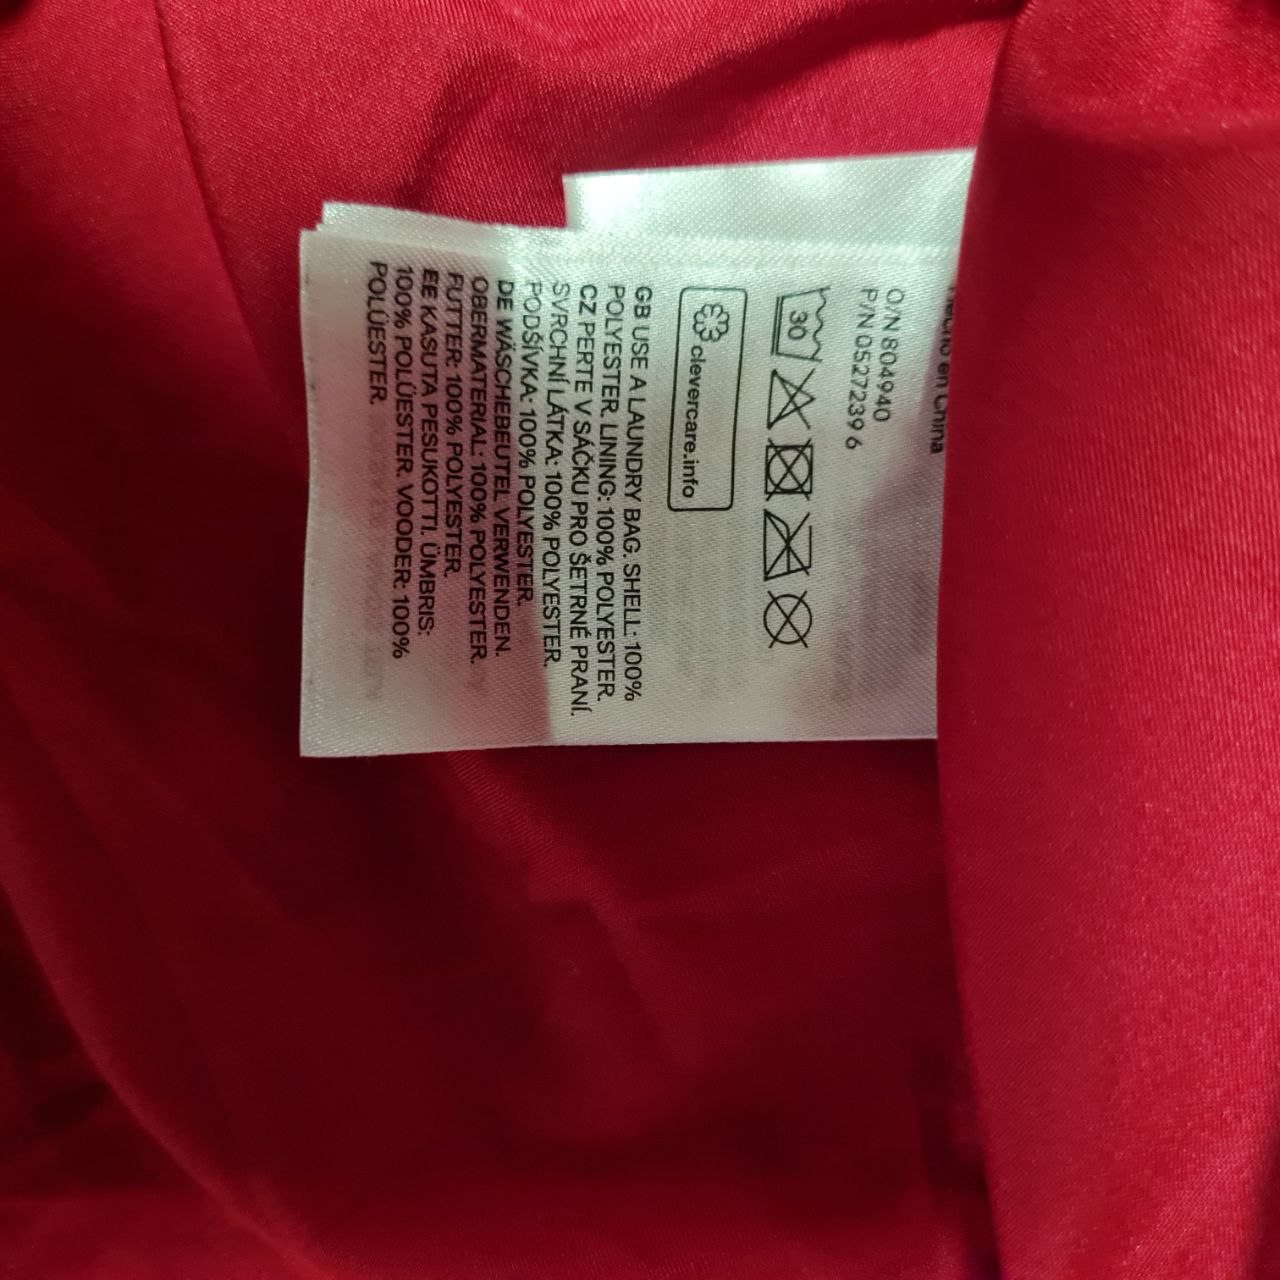 Hecho en China
O/N 804940
P/N 05272396
30
clevercare.info
GB USE A LAUNDRY BAG. SHELL: 100%
POLYESTER. LINING: 100% POLYESTER.
CZ PERTE V SÁČKU PRO ŠETRNÉ PRANÍ.
SVRCHNÍ LÁTKA: 100% POLYESTER.
PODŠÍVKA: 100% POLYESTER.
DE WÄSCHEBEUTEL VERWENDEN.
OBERMATERIAL: 100% POLYESTER.
FUTTER: 100% POLYESTER.
EE KASUTA PESUKOTTI. ÜMBRIS:
100% POLÜESTER. VOODER: 100%
POLÜESTER.